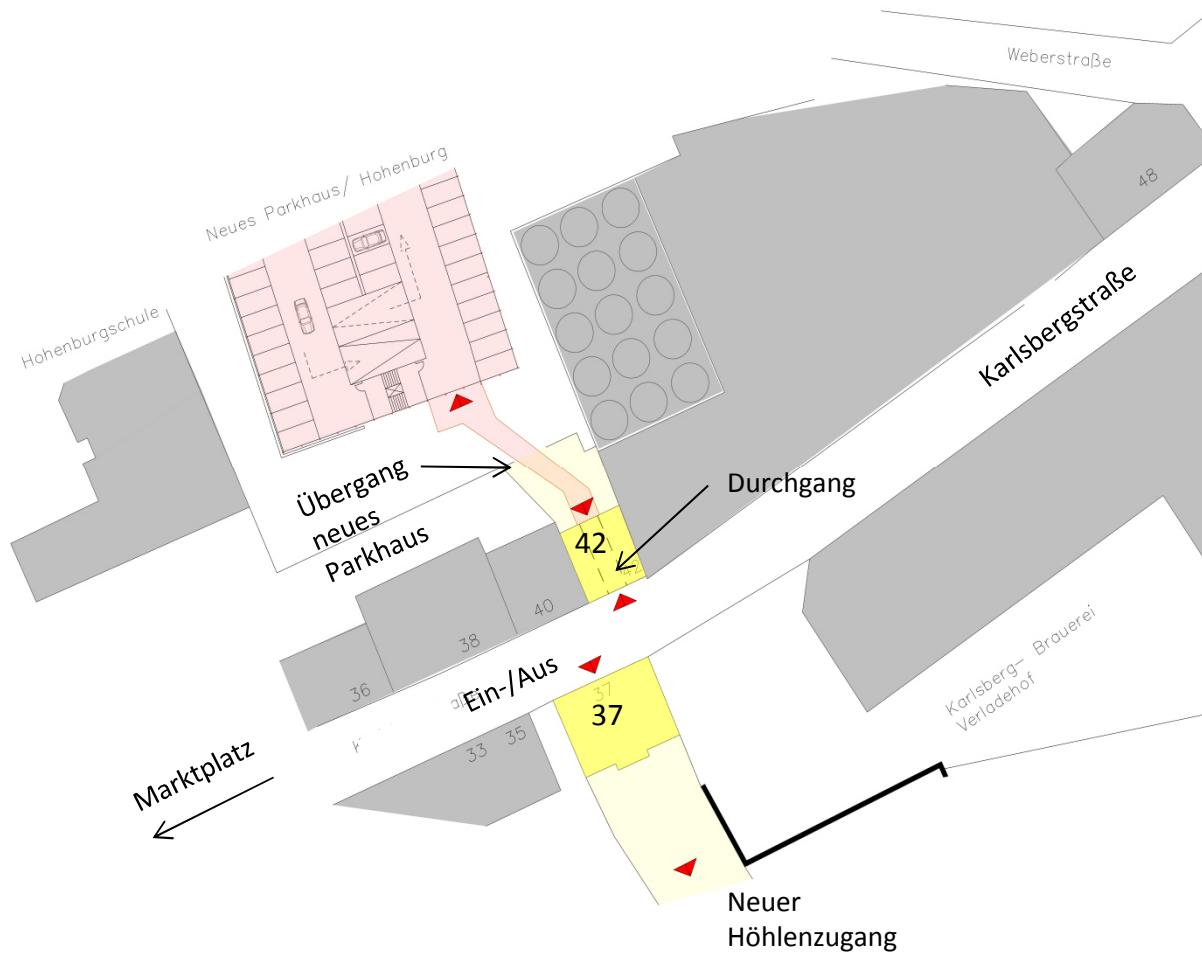 Weberstraße
48
Neues Parkhaus/ Hohenburg
Karlsbergstraße
Hohenburgschule
Übergang
neues
Parkhaus
Durchgang
42
42
40
38
36
Ein-/Aus
37
37
33
35
Karlsberg- Brauerei
Verladehof
Marktplatz
Neuer
Höhlenzugang